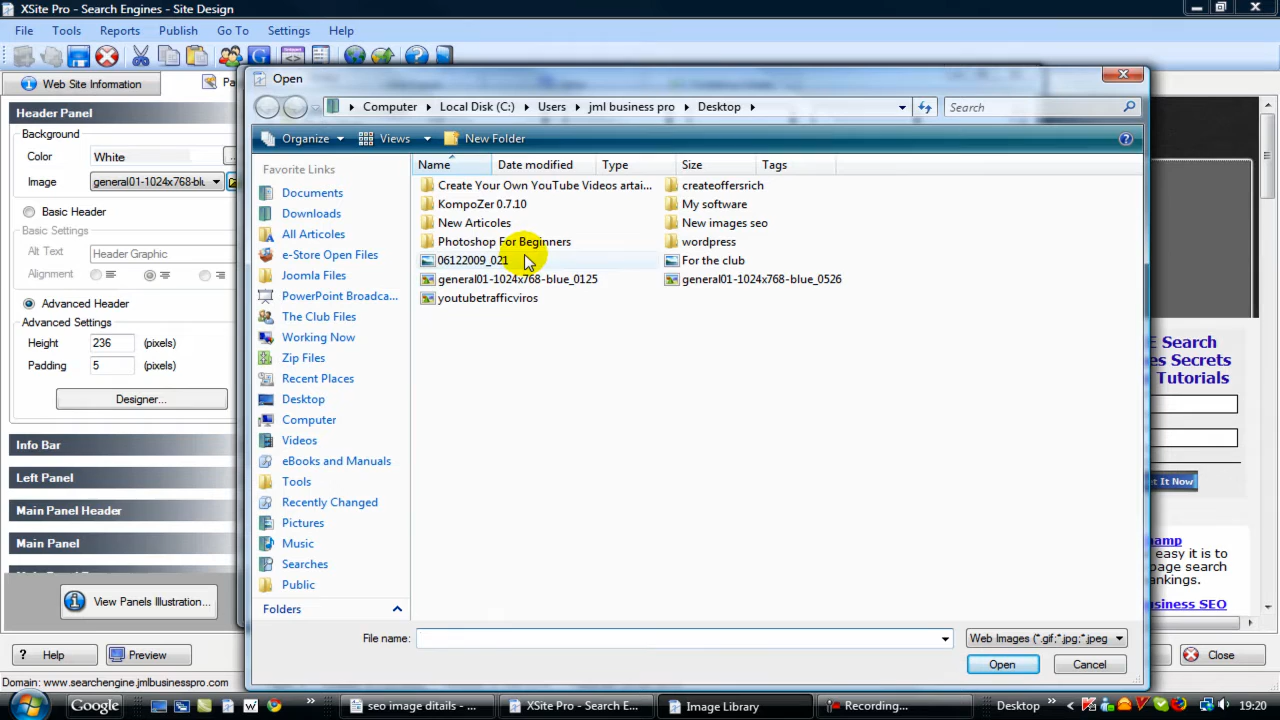 XSite Pro - Search Engines - Site Design
File Tools Reports Publish Go To Settings Help
Web Site Information
Header Panel
Background
Color White
Image general01-1024x768-blu
Basic Header
Basic Settings
Alt Text Header Graphic
Alignment
Advanced Header
Advanced Settings
Height 236 (pixels)
Padding 5 (pixels)
Designer...
Info Bar
Left Panel
Main Panel Header
Main Panel
View Panels Illustration...
Help Preview
Domain: www.searchengine.jmlbusinesspro.com
Open
Computer Local Disk (C:) Users jml business pro Desktop
Search
Organize Views New Folder
Favorite Links
Documents
Downloads
All Articoles
e-Store Open Files
Joomla Files
PowerPoint Broadca...
The Club Files
Working Now
Zip Files
Recent Places
Desktop
Computer
Videos
eBooks and Manuals
Tools
Recently Changed
Pictures
Music
Searches
Public
Folders
Name Date modified Type Size Tags
Create Your Own YouTube Videos artai... createoffersrich
KompoZer 0.7.10 My software
New Articoles New images seo
Photoshop For Beginners wordpress
06122009_021 For the club
general01-1024x768-blue_0125 general01-1024x768-blue_0526
youtubetrafficviros
File name: Web Images (*.gif;*.jpg;*.jpeg
Open Cancel
E Search
es Secrets
Tutorials
et It Now
amp
easy it is to
page search
nkings.
siness SEO
Close
Google seo image ditails - ... XSite Pro - Search E... Image Library Recording... Desktop 19:20